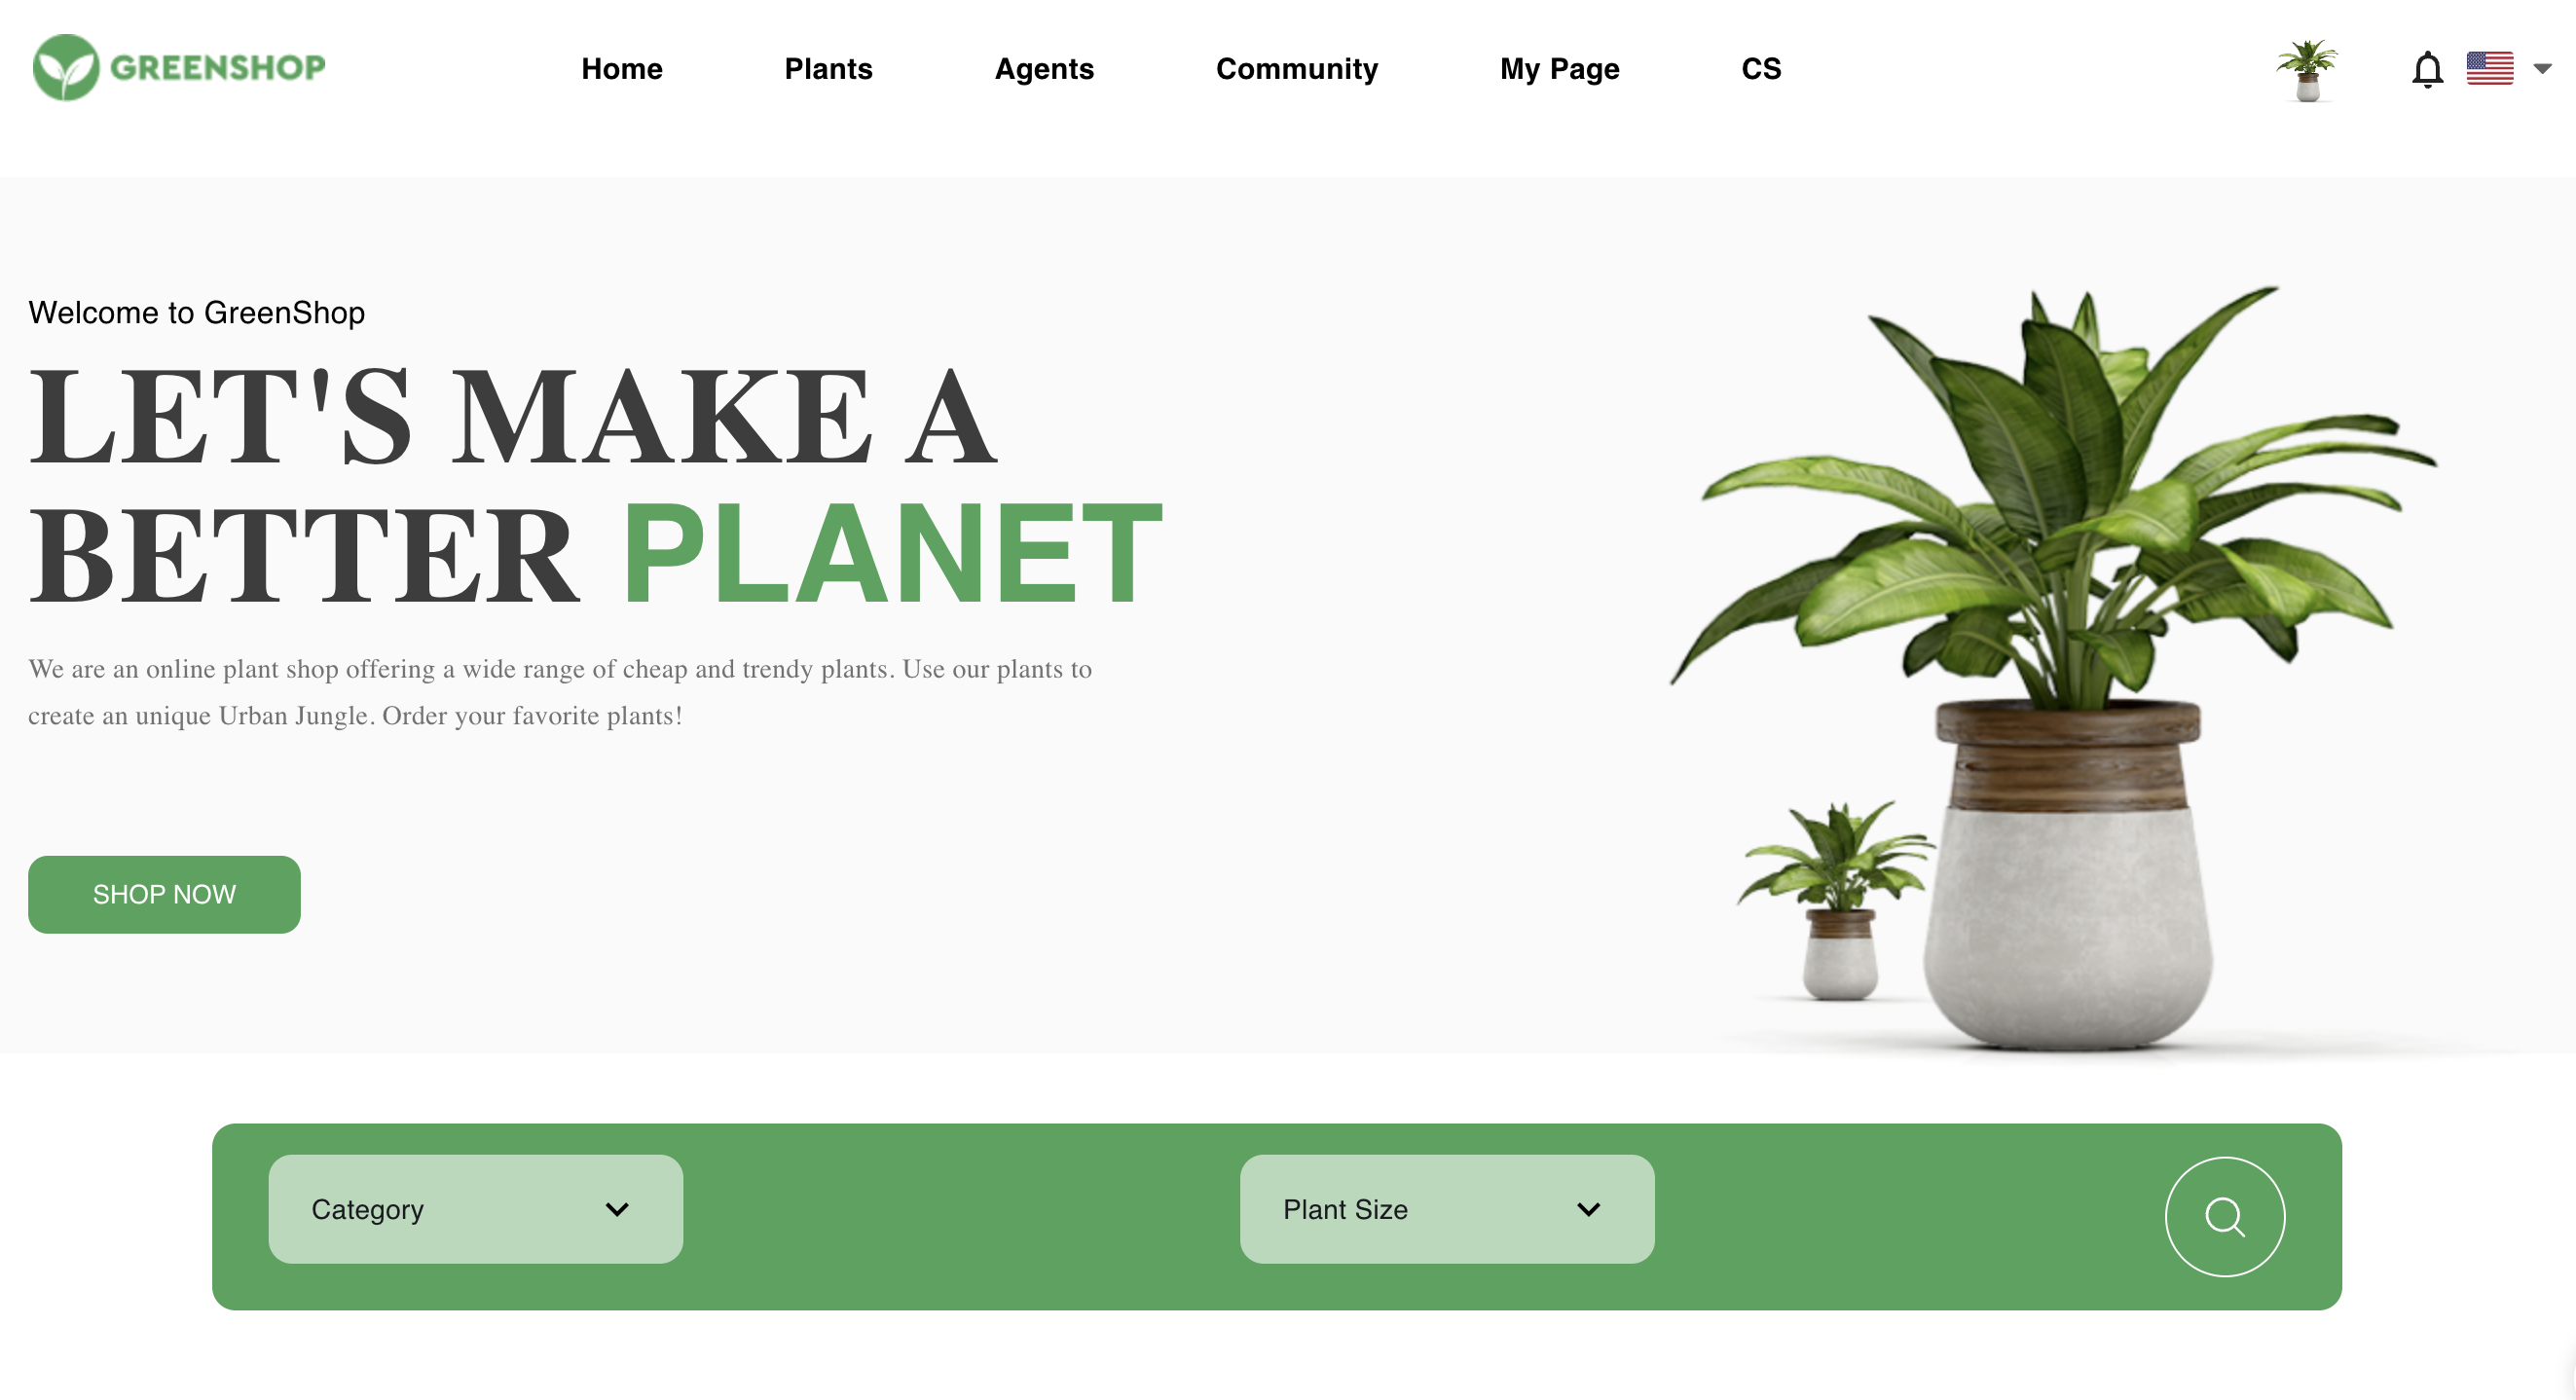 GREENSHOP
Home
Plants
Agents
Community
My Page
CS
Welcome to GreenShop
LET'S MAKE A
BETTER PLANET
We are an online plant shop offering a wide range of cheap and trendy plants. Use our plants to
create an unique Urban Jungle. Order your favorite plants!
SHOP NOW
Category
Plant Size